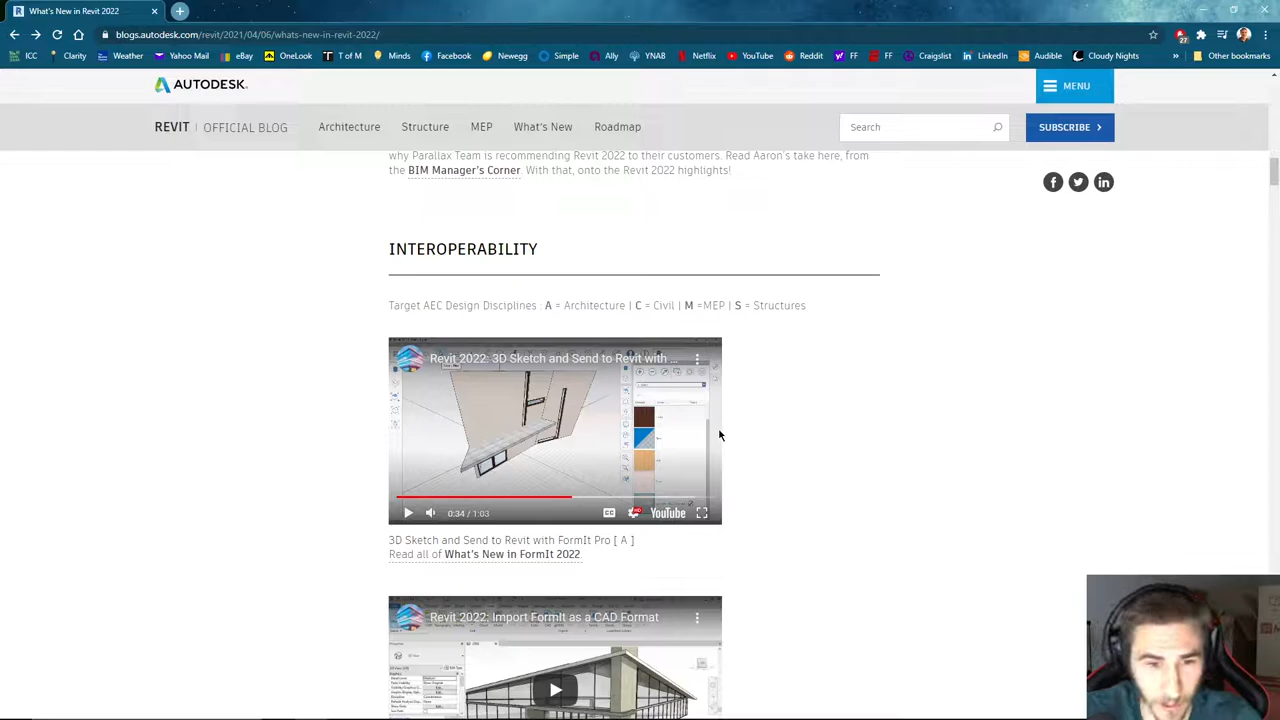 What's New in Revit 2022
blogs.autodesk.com/revit/2021/04/06/whats-new-in-revit-2022/
27
ICC Clarity Weather Yahoo Mail eBay OneLook T of M Minds Facebook Newegg Simple Ally YNAB Netflix YouTube Reddit FF FF Craigslist LinkedIn Audible Cloudy Nights » Other bookmarks
AUTODESK.
MENU
REVIT | OFFICIAL BLOG Architecture Structure MEP What's New Roadmap Search SUBSCRIBE
why Parallax Team is recommending Revit 2022 to their customers. Read Aaron's take here, from
the BIM Manager's Corner. With that, onto the Revit 2022 highlights!
INTEROPERABILITY
Target AEC Design Disciplines : A = Architecture | C = Civil | M =MEP | S = Structures
Revit 2022: 3D Sketch and Send to Revit with ...
0:34 / 1:03 CC HD YouTube
3D Sketch and Send to Revit with FormIt Pro [ A ]
Read all of What's New in FormIt 2022.
Revit 2022: Import FormIt as a CAD Format